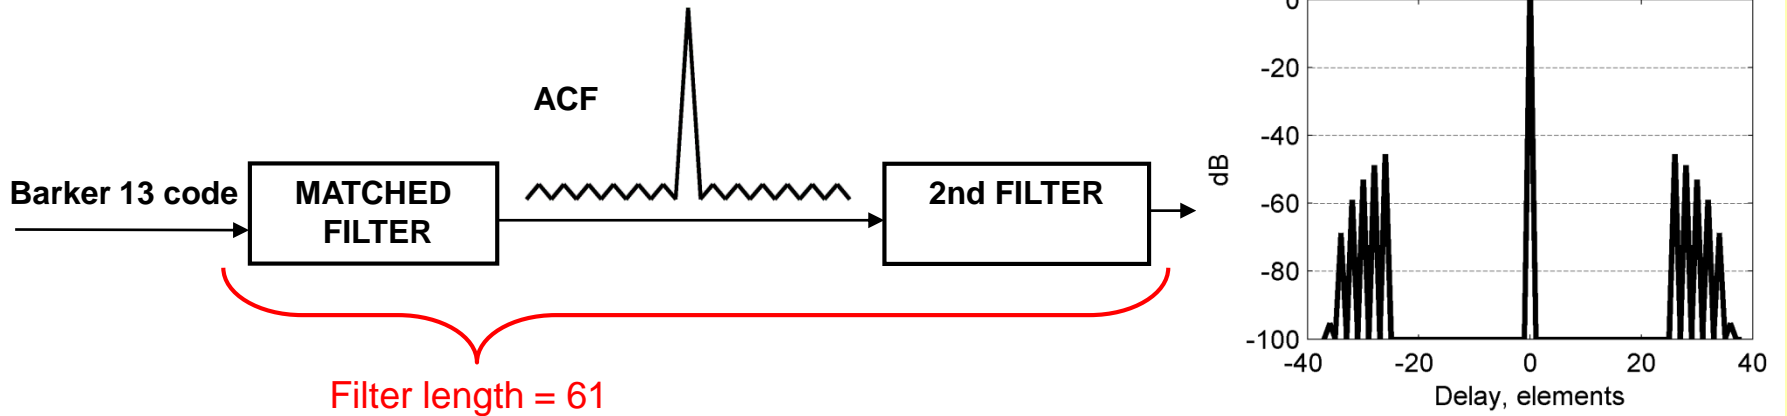 ACF
Barker 13 code
MATCHED
FILTER
2nd FILTER
Filter length = 61
0
-20
-40
-60
-80
-100
dB
-40
-20
0
20
40
Delay, elements